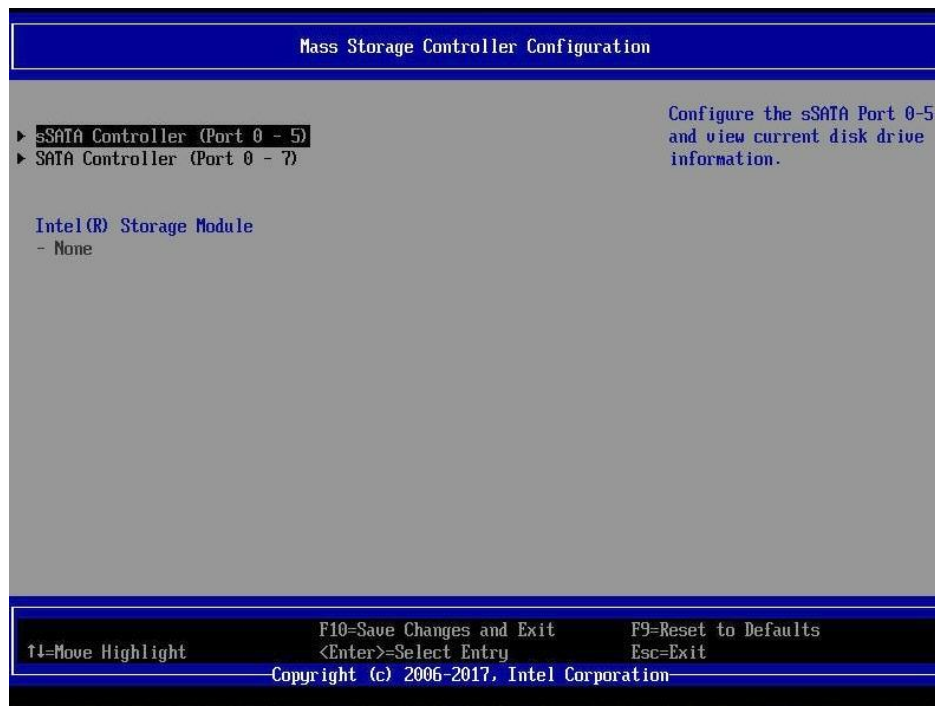 Mass Storage Controller Configuration
▶ sSATA Controller (Port 0 - 5)
▶ SATA Controller (Port 0 - 7)
Intel(R) Storage Module
- None
Configure the sSATA Port 0-5
and view current disk drive
information.
F10=Save Changes and Exit F9=Reset to Defaults
↑↓=Move Highlight <Enter>=Select Entry Esc=Exit
Copyright (c) 2006-2017, Intel Corporation